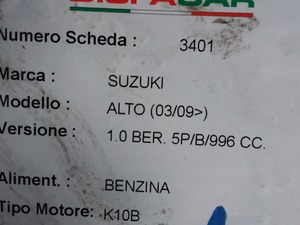 Numero Scheda : 3401
Marca : SUZUKI
Modello : ALTO (03/09>)
Versione : 1.0 BER. 5P/B/996 CC.
Aliment. : BENZINA
Tipo Motore: K10B